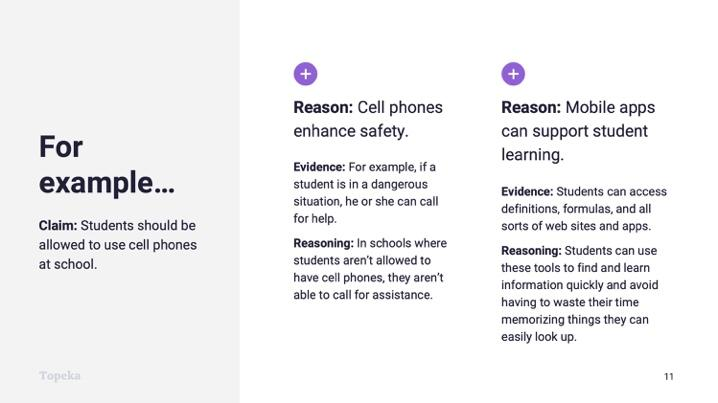 For
example…
Claim: Students should be
allowed to use cell phones
at school.
Reason: Cell phones
enhance safety.
Evidence: For example, if a
student is in a dangerous
situation, he or she can call
for help.
Reasoning: In schools where
students aren’t allowed to
have cell phones, they aren’t
able to call for assistance.
Reason: Mobile apps
can support student
learning.
Evidence: Students can access
definitions, formulas, and all
sorts of web sites and apps.
Reasoning: Students can use
these tools to find and learn
information quickly and avoid
having to waste their time
memorizing things they can
easily look up.
Topeka
11